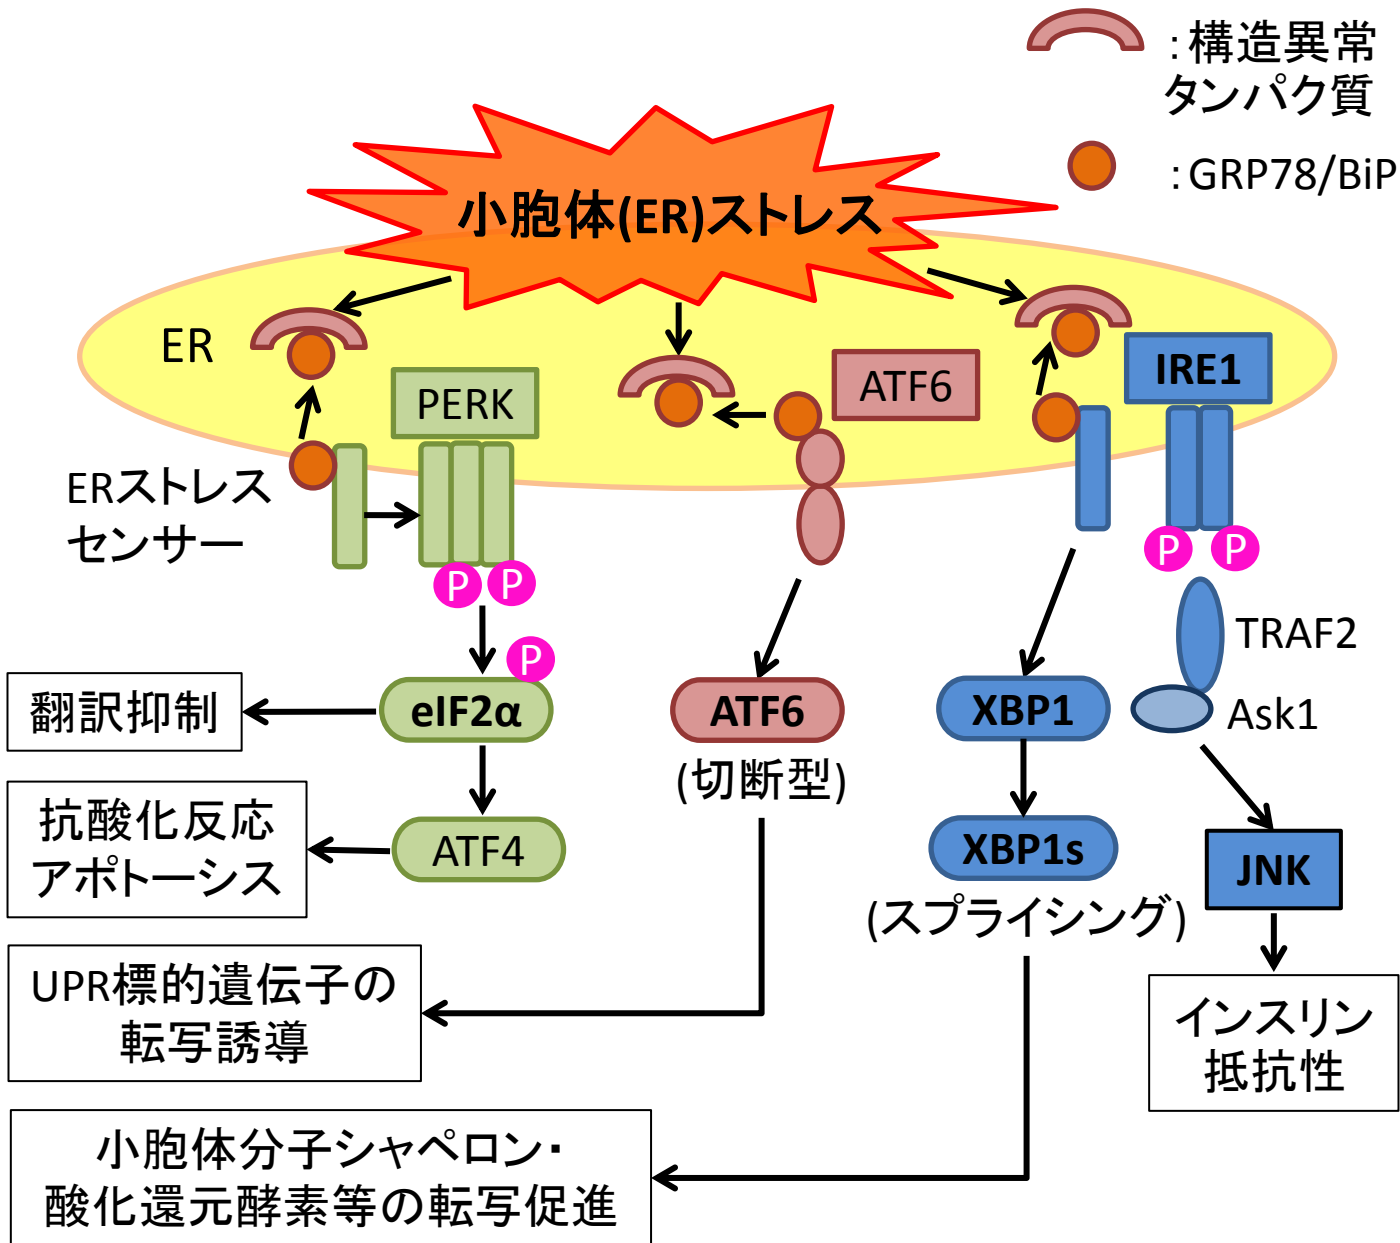 :構造異常
タンパク質
:GRP78/BiP
小胞体(ER)ストレス
ER
PERK
ATF6
IRE1
ERストレス
センサー
P
P
P
P
P
TRAF2
Ask1
翻訳抑制
eIF2α
ATF6
(切断型)
XBP1
抗酸化反応
アポトーシス
ATF4
XBP1s
(スプライシング)
JNK
UPR標的遺伝子の
転写誘導
インスリン
抵抗性
小胞体分子シャペロン・
酸化還元酵素等の転写促進